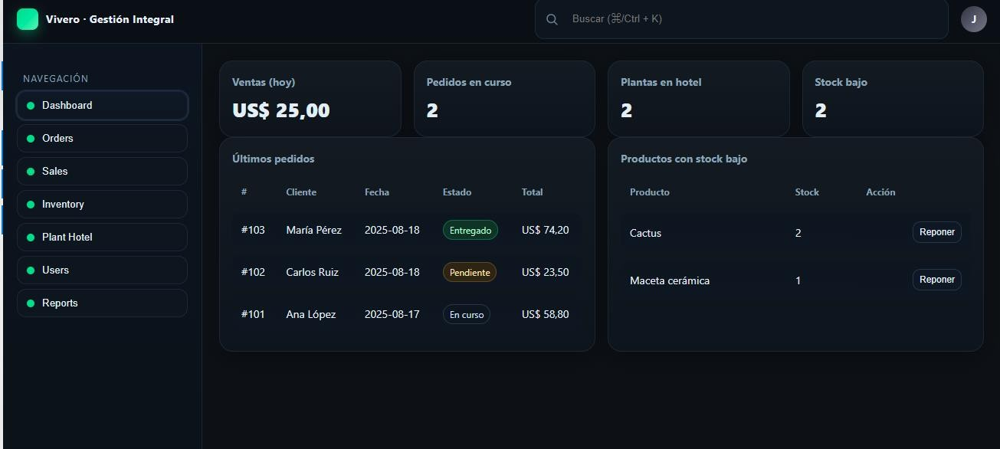 Vivero · Gestión Integral
Buscar (⌘/Ctrl + K)
J
NAVEGACIÓN
Dashboard
Orders
Sales
Inventory
Plant Hotel
Users
Reports
Ventas (hoy)
US$ 25,00
Pedidos en curso
2
Plantas en hotel
2
Stock bajo
2
Últimos pedidos
# Cliente Fecha Estado Total
#103 María Pérez 2025-08-18 Entregado US$ 74,20
#102 Carlos Ruiz 2025-08-18 Pendiente US$ 23,50
#101 Ana López 2025-08-17 En curso US$ 58,80
Productos con stock bajo
Producto Stock Acción
Cactus 2 Reponer
Maceta cerámica 1 Reponer